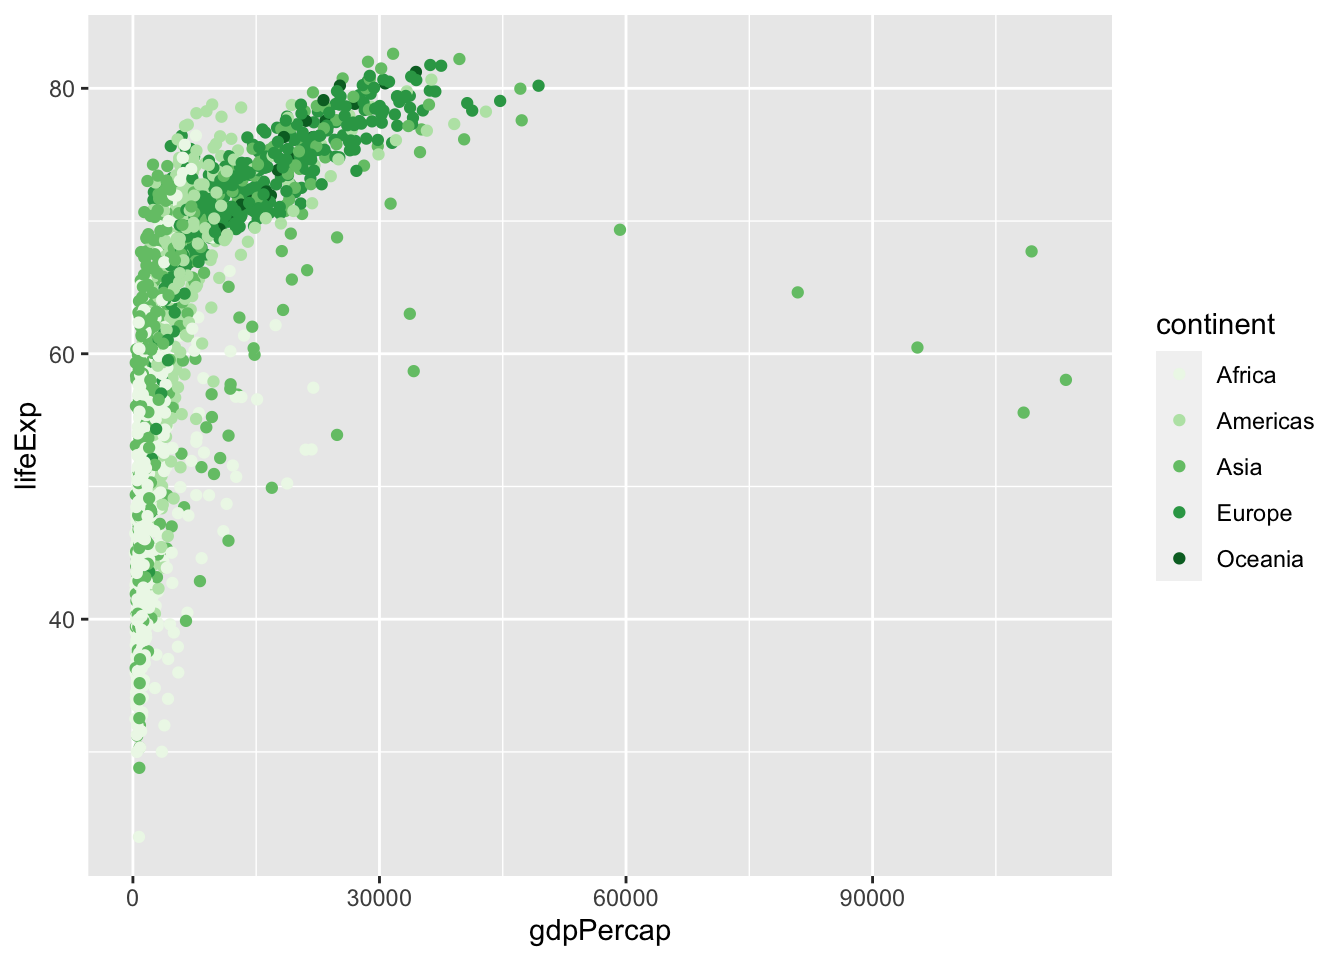 80
60
40
lifeExp
0
30000
60000
90000
gdpPercap
continent
Africa
Americas
Asia
Europe
Oceania